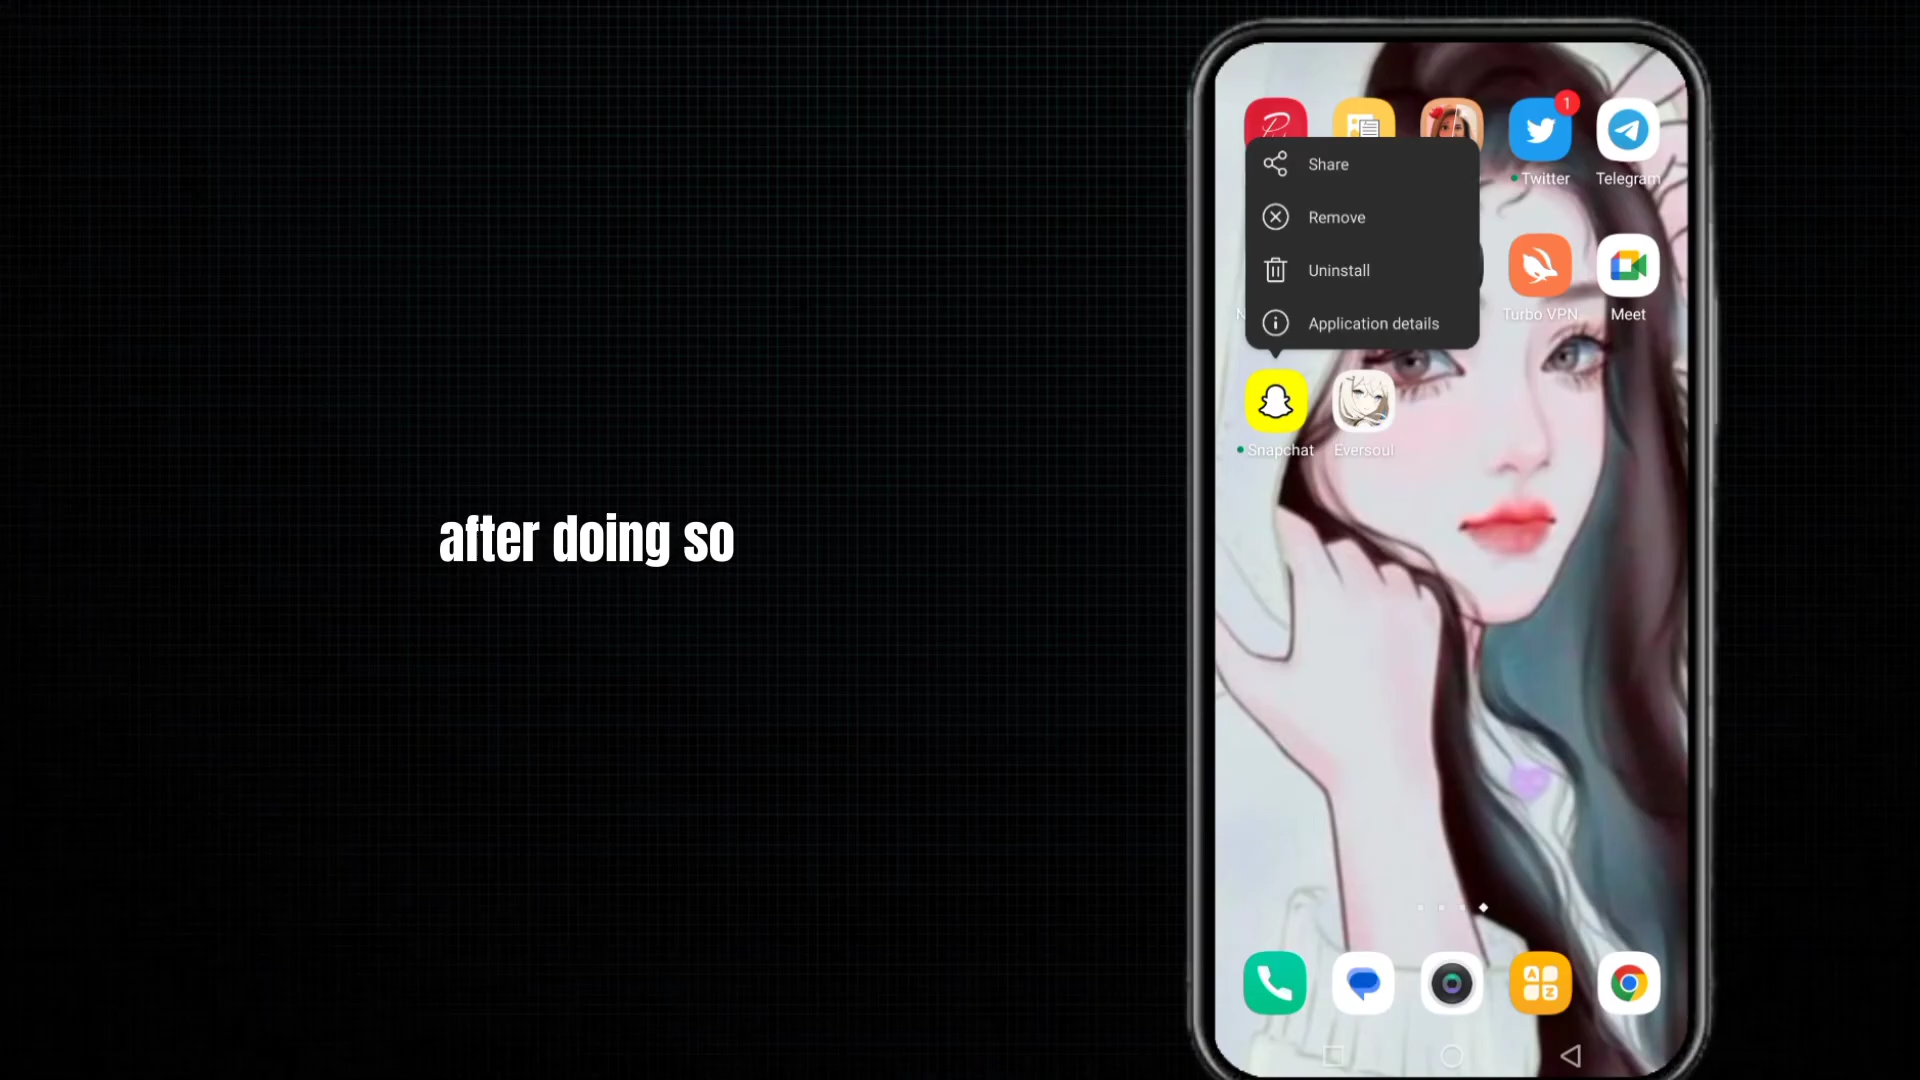 after doing so
1
Share
Twitter
Telegram
Remove
Uninstall
N
Turbo VPN
Meet
Application details
Snapchat
Eversoul
A
Z